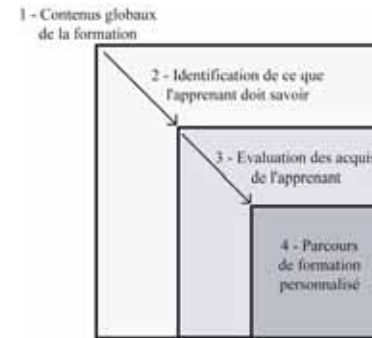 1 - Contenus globaux
de la formation
2 - Identification de ce que
l'apprenant doit savoir
3 - Evaluation des acquis
de l'apprenant
4 - Parcours
de formation
personnalisé